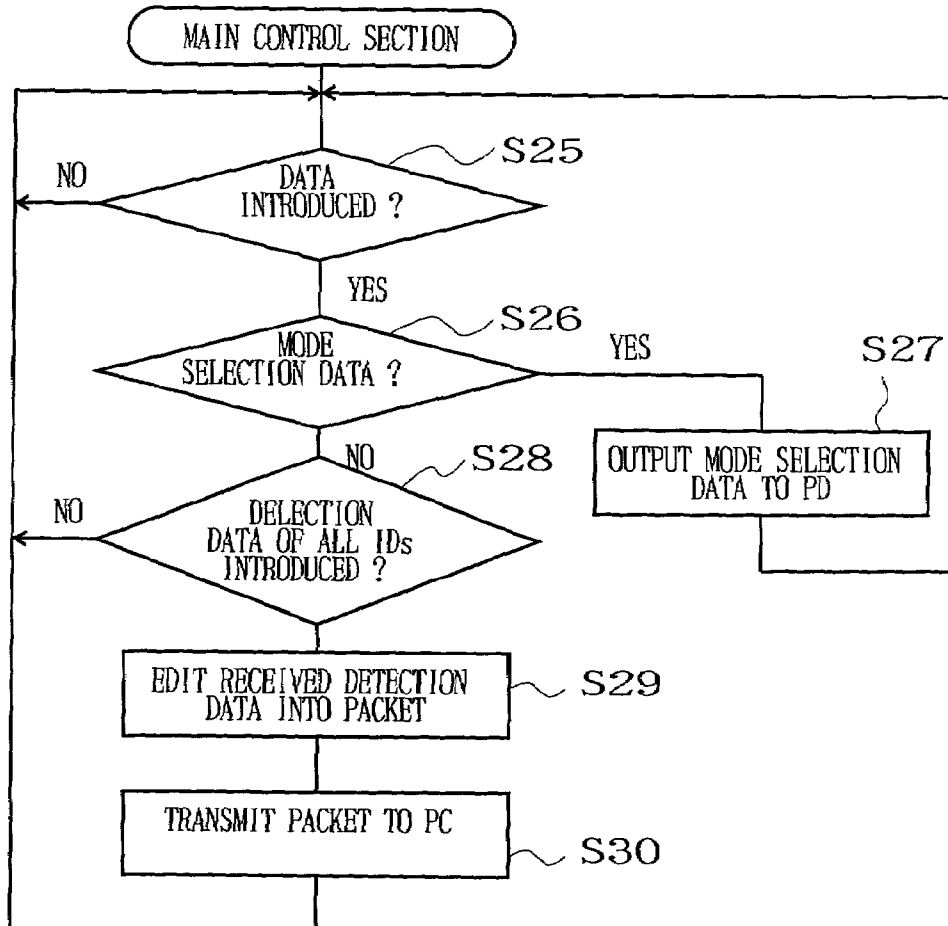 MAIN CONTROL SECTION
S25
NO
DATA
INTRODUCED ?
YES
S26
MODE
SELECTION DATA ?
YES
S27
OUTPUT MODE SELECTION
DATA TO PD
NO
S28
NO
DELECTION
DATA OF ALL IDs
INTRODUCED ?
EDIT RECEIVED DETECTION
DATA INTO PACKET
S29
TRANSMIT PACKET TO PC
S30